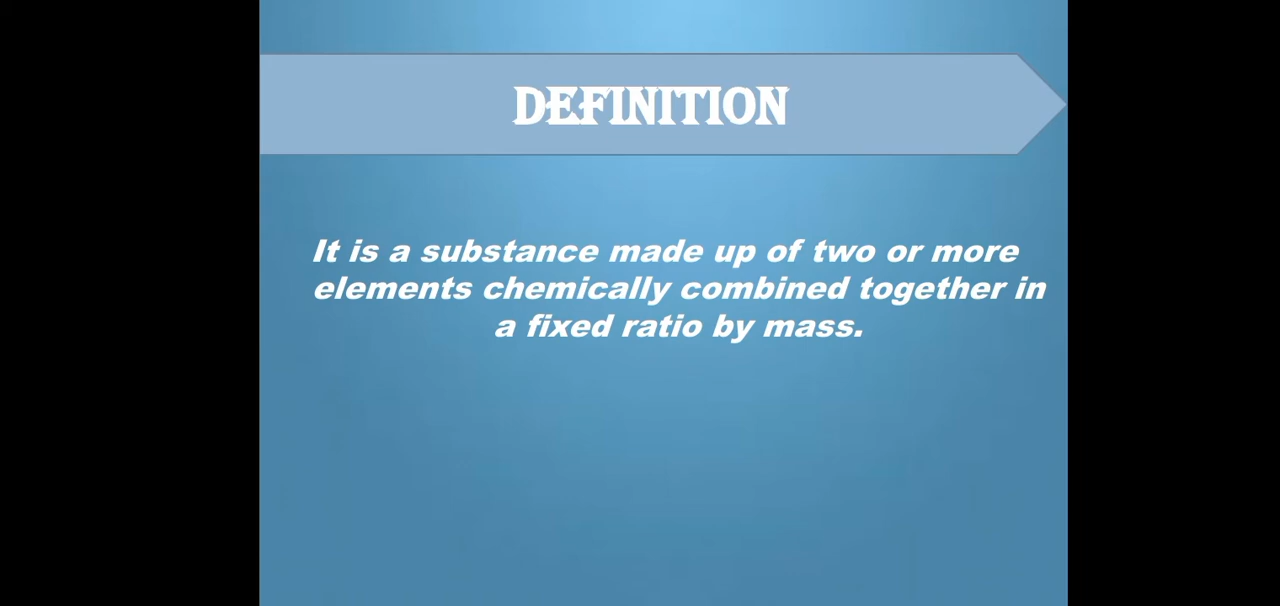 DEFINITION
It is a substance made up of two or more
elements chemically combined together in
a fixed ratio by mass.